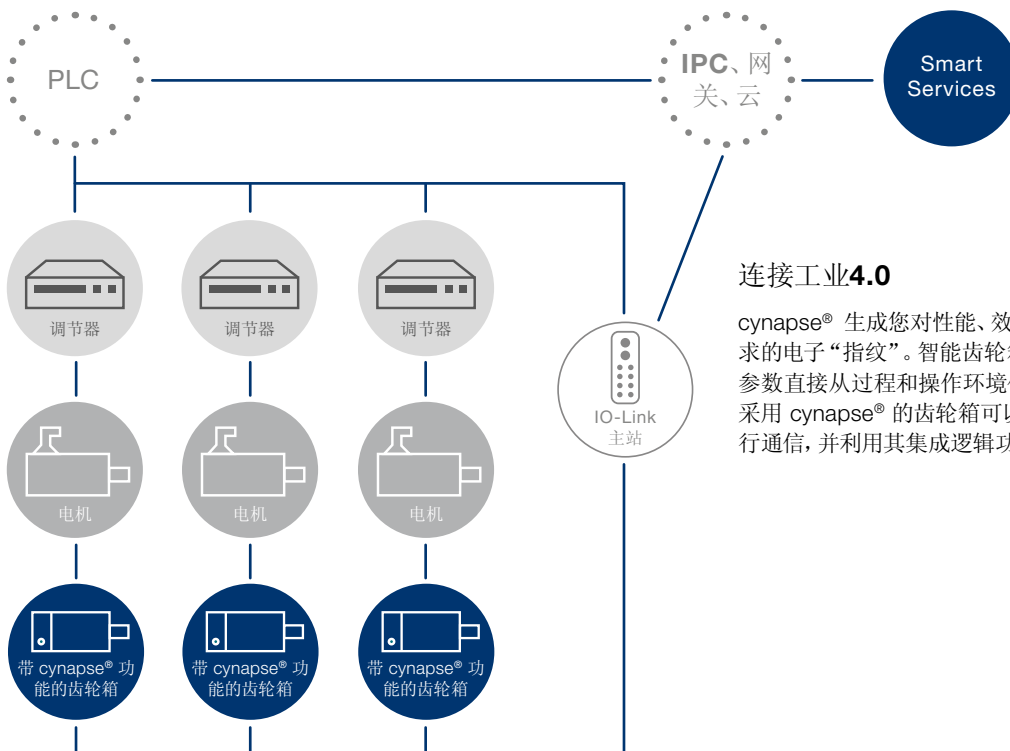 PLC
IPC、网
关、云
Smart
Services
调节器
调节器
调节器
连接工业4.0
cynapse® 生成您对性能、效
求的电子“指纹”。智能齿轮
参数直接从过程和操作环境
采用 cynapse® 的齿轮箱可
行通信, 并利用其集成逻辑功
IO-Link
主站
电机
电机
电机
带 cynapse® 功
能的齿轮箱
带 cynapse® 功
能的齿轮箱
带 cynapse® 功
能的齿轮箱